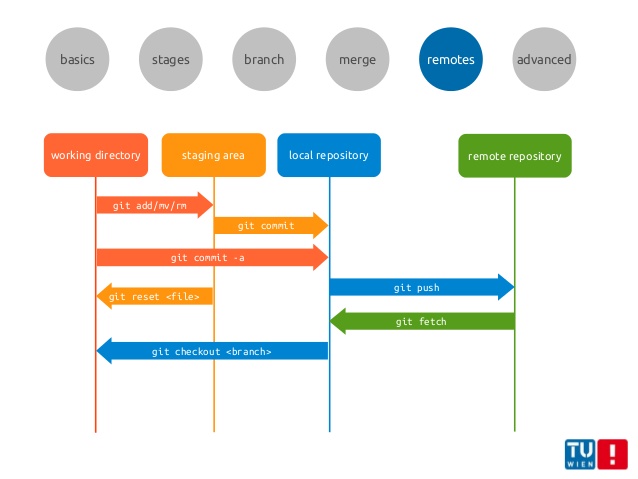 basics
stages
branch
merge
remotes
advanced
working directory
staging area
local repository
remote repository
git add/mv/rm
git commit
git commit -a
git push
git reset <file>
git fetch
git checkout <branch>
TU
WIEN
!